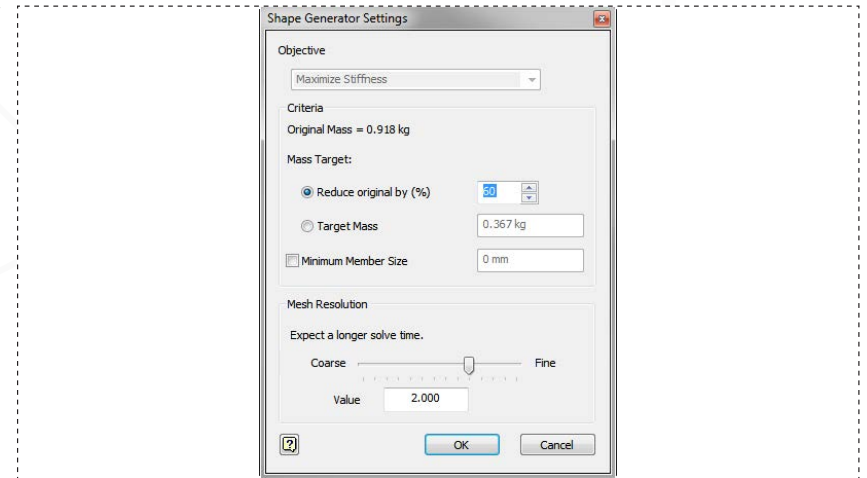 Shape Generator Settings
Objective
Maximize Stiffness
Criteria
Original Mass = 0.918 kg
Mass Target:
Reduce original by (%) 60
Target Mass 0.367 kg
Minimum Member Size 0 mm
Mesh Resolution
Expect a longer solve time.
Coarse Fine
Value 2.000
? OK Cancel